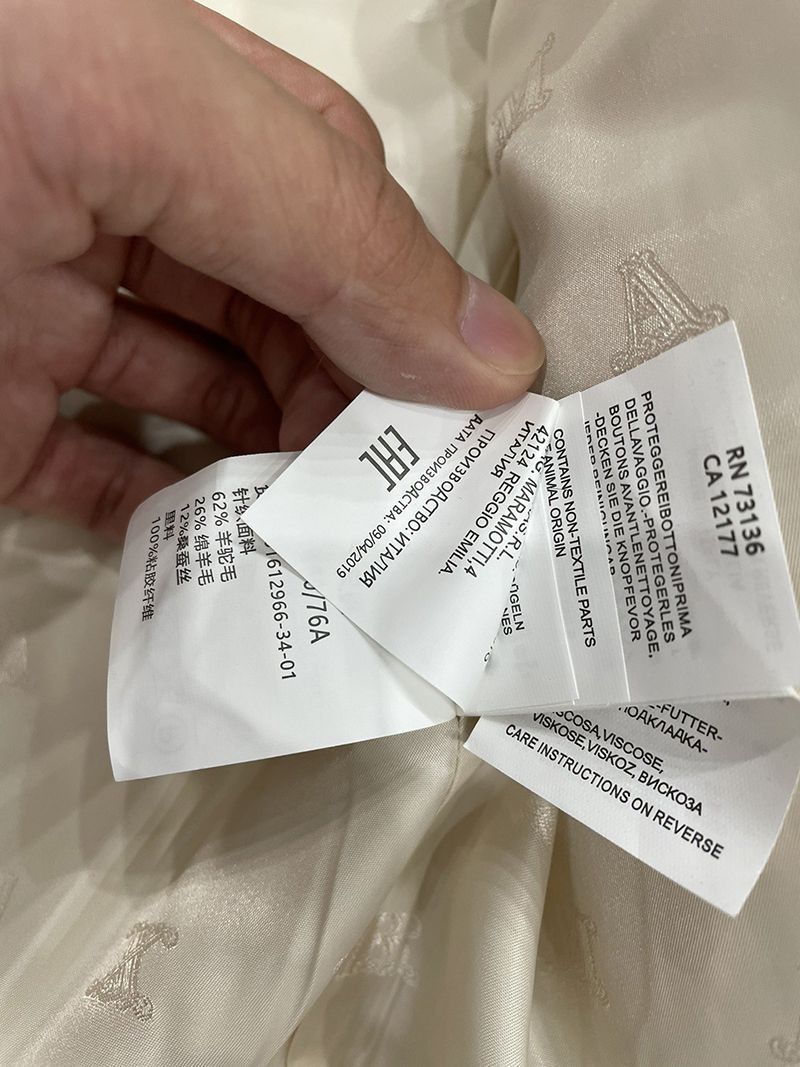 RN 73136
CA 12177
PROTEGGEREIBOTTONIPRIMA
DELLAVAGGIO,-PROTEGERLES
BOUTONS AVANTLENETTOYAGE,
-DECKEN SIE DIE KNOPFEVOR
CONTAINS NON-TEXTILE PARTS
ANIMAL ORIGIN
MARAMOTTI,4
42124 REGGIO EMILIA,
ИТАЛИЯ
ПРОИЗВОДСТВО:ИТАЛИЯ
ДАТА ПРОИЗВОДСТВА: 09/04/2019
EAC
/76A
1612966-34-01
针织面料
62% 羊驼毛
26% 绵羊毛
12%桑蚕丝
里料
100%粘胶纤维
-FUTTER-
VISCOSE,
VISKOSE,VISKOZ, ВИСКОЗА
CARE INSTRUCTIONS ON REVERSE